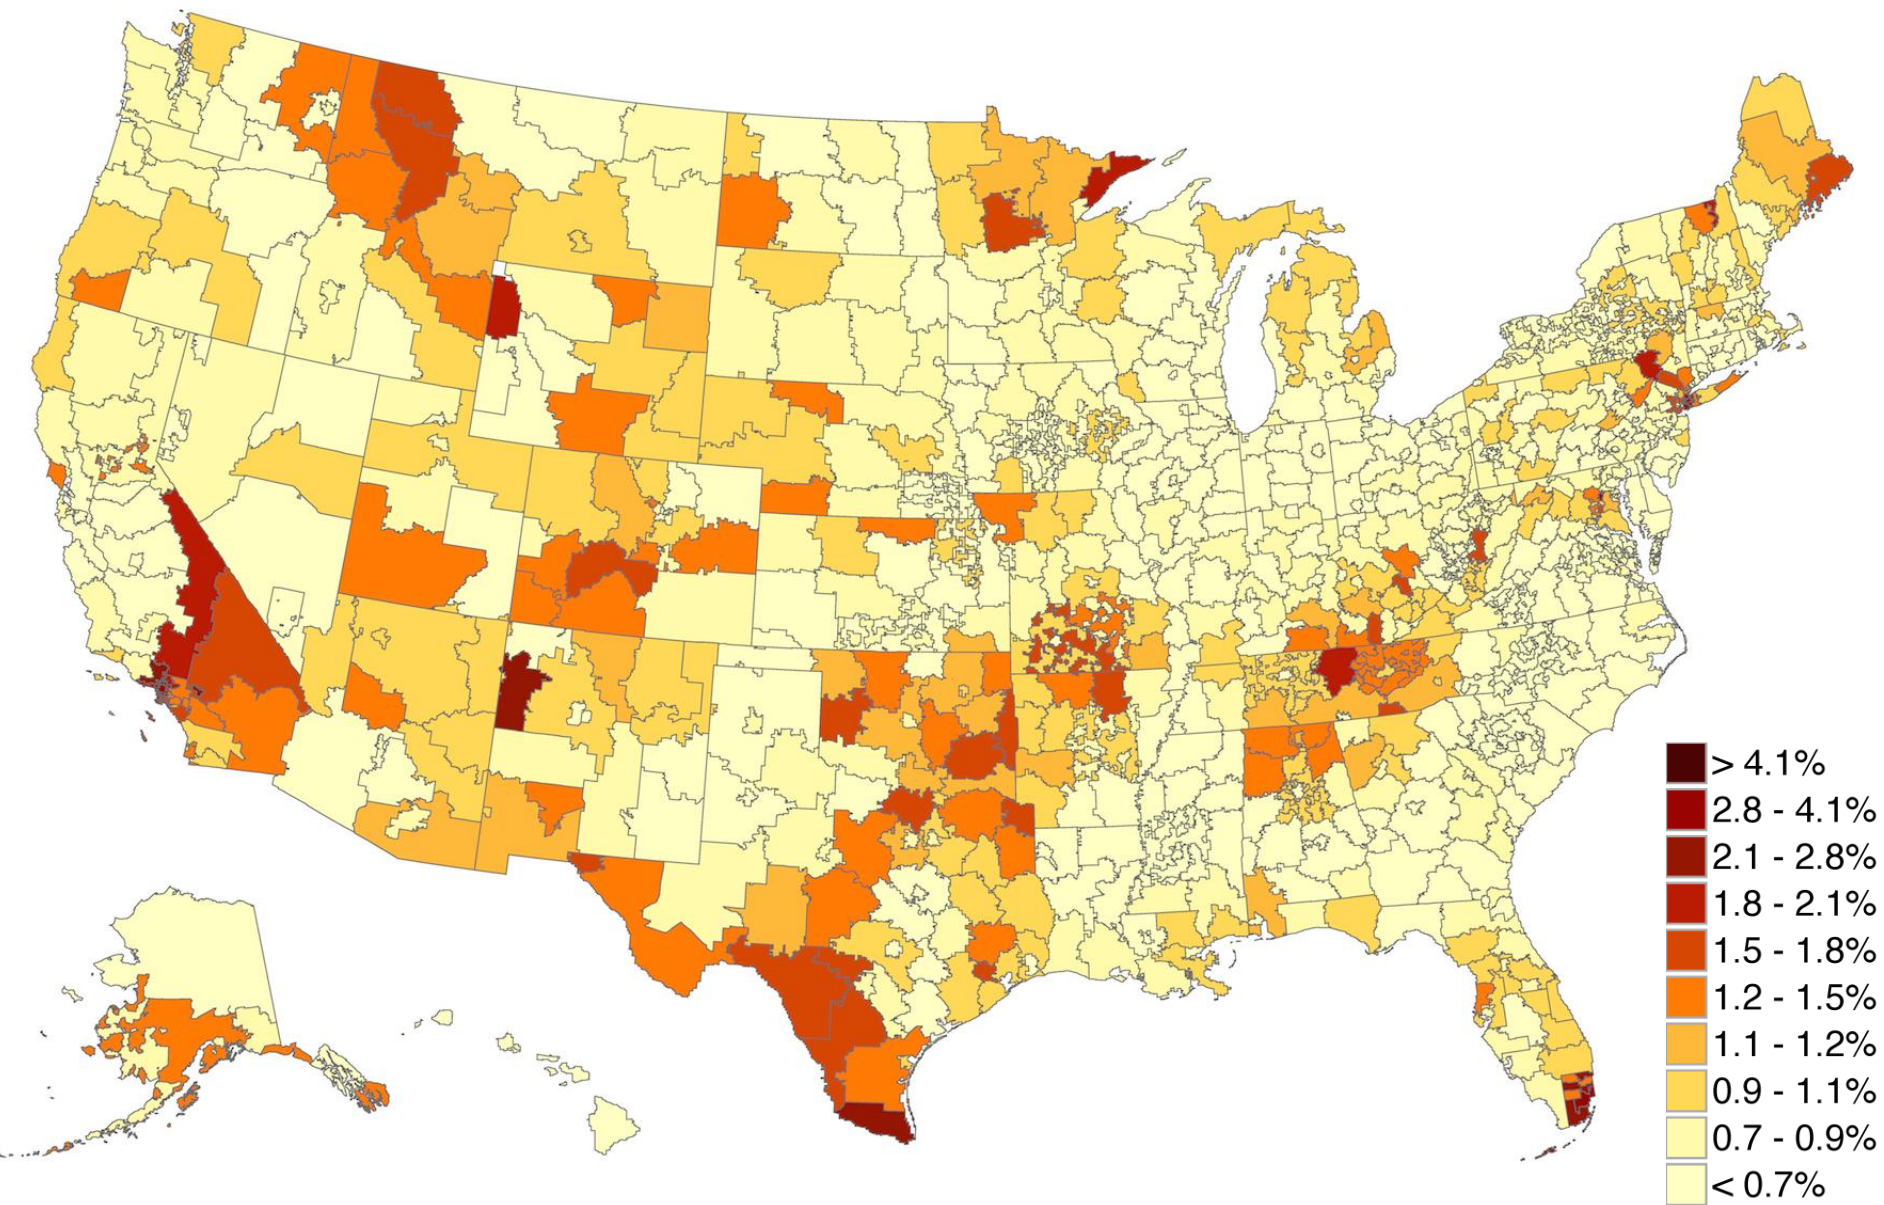 > 4.1%
2.8 - 4.1%
2.1 - 2.8%
1.8 - 2.1%
1.5 - 1.8%
1.2 - 1.5%
1.1 - 1.2%
0.9 - 1.1%
0.7 - 0.9%
< 0.7%